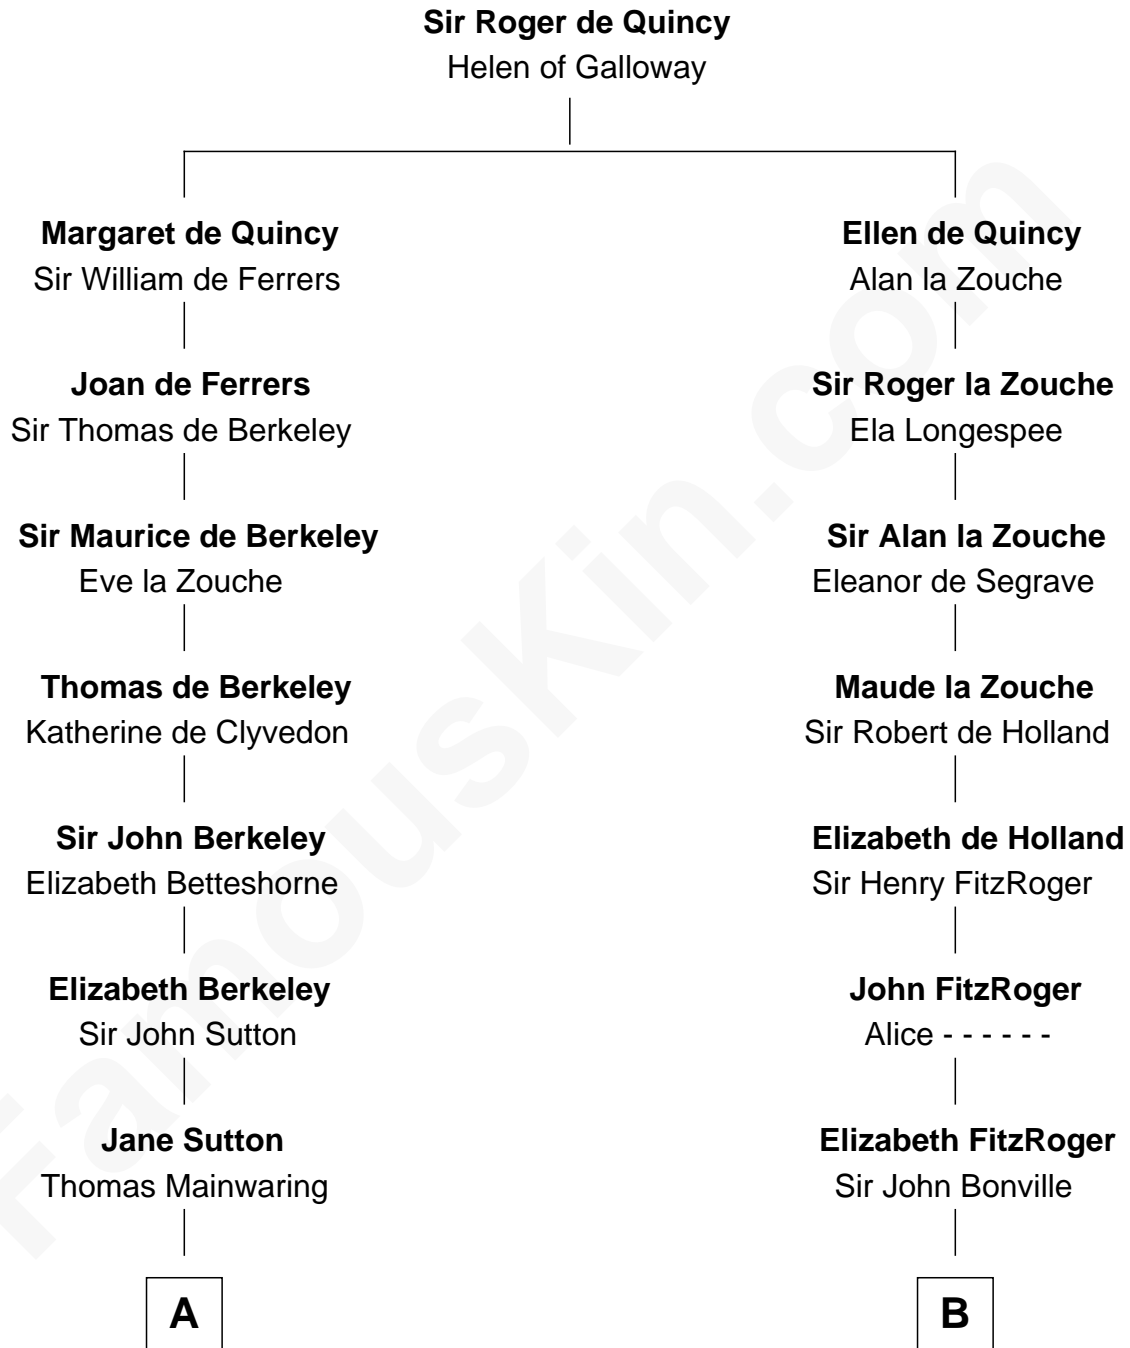 Sir Roger de Quincy
Helen of Galloway
Margaret de Quincy
Sir William de Ferrers
Ellen de Quincy
Alan la Zouche
Joan de Ferrers
Sir Thomas de Berkeley
Sir Roger la Zouche
Ela Longespee
Sir Maurice de Berkeley
Eve la Zouche
Sir Alan la Zouche
Eleanor de Segrave
Thomas de Berkeley
Katherine de Clyvedon
Maude la Zouche
Sir Robert de Holland
Sir John Berkeley
Elizabeth Betteshorne
Elizabeth de Holland
Sir Henry FitzRoger
Elizabeth Berkeley
Sir John Sutton
John FitzRoger
Alice - - - - - -
Jane Sutton
Thomas Mainwaring
Elizabeth FitzRoger
Sir John Bonville
A
B
FamousKin.com